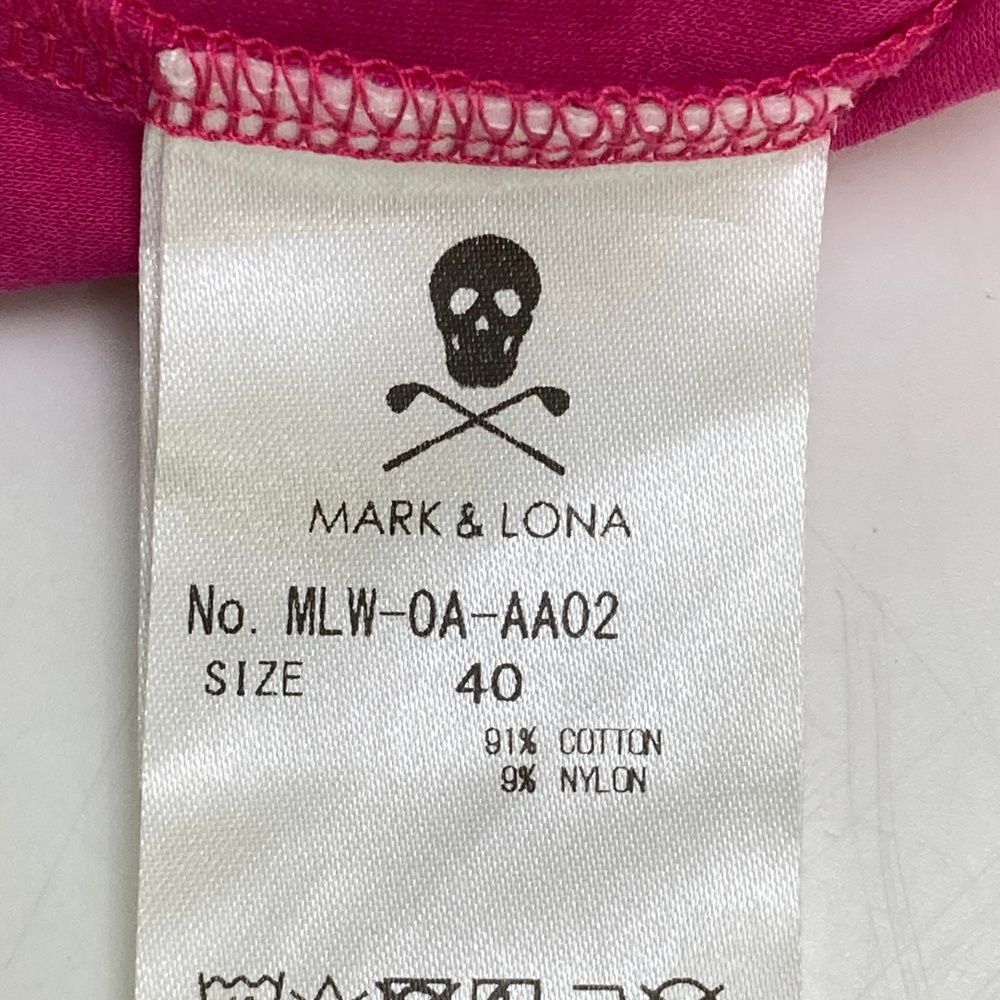 MARK & LONA
No. MLW-0A-AA02
SIZE 40
91% COTTON
9% NYLON